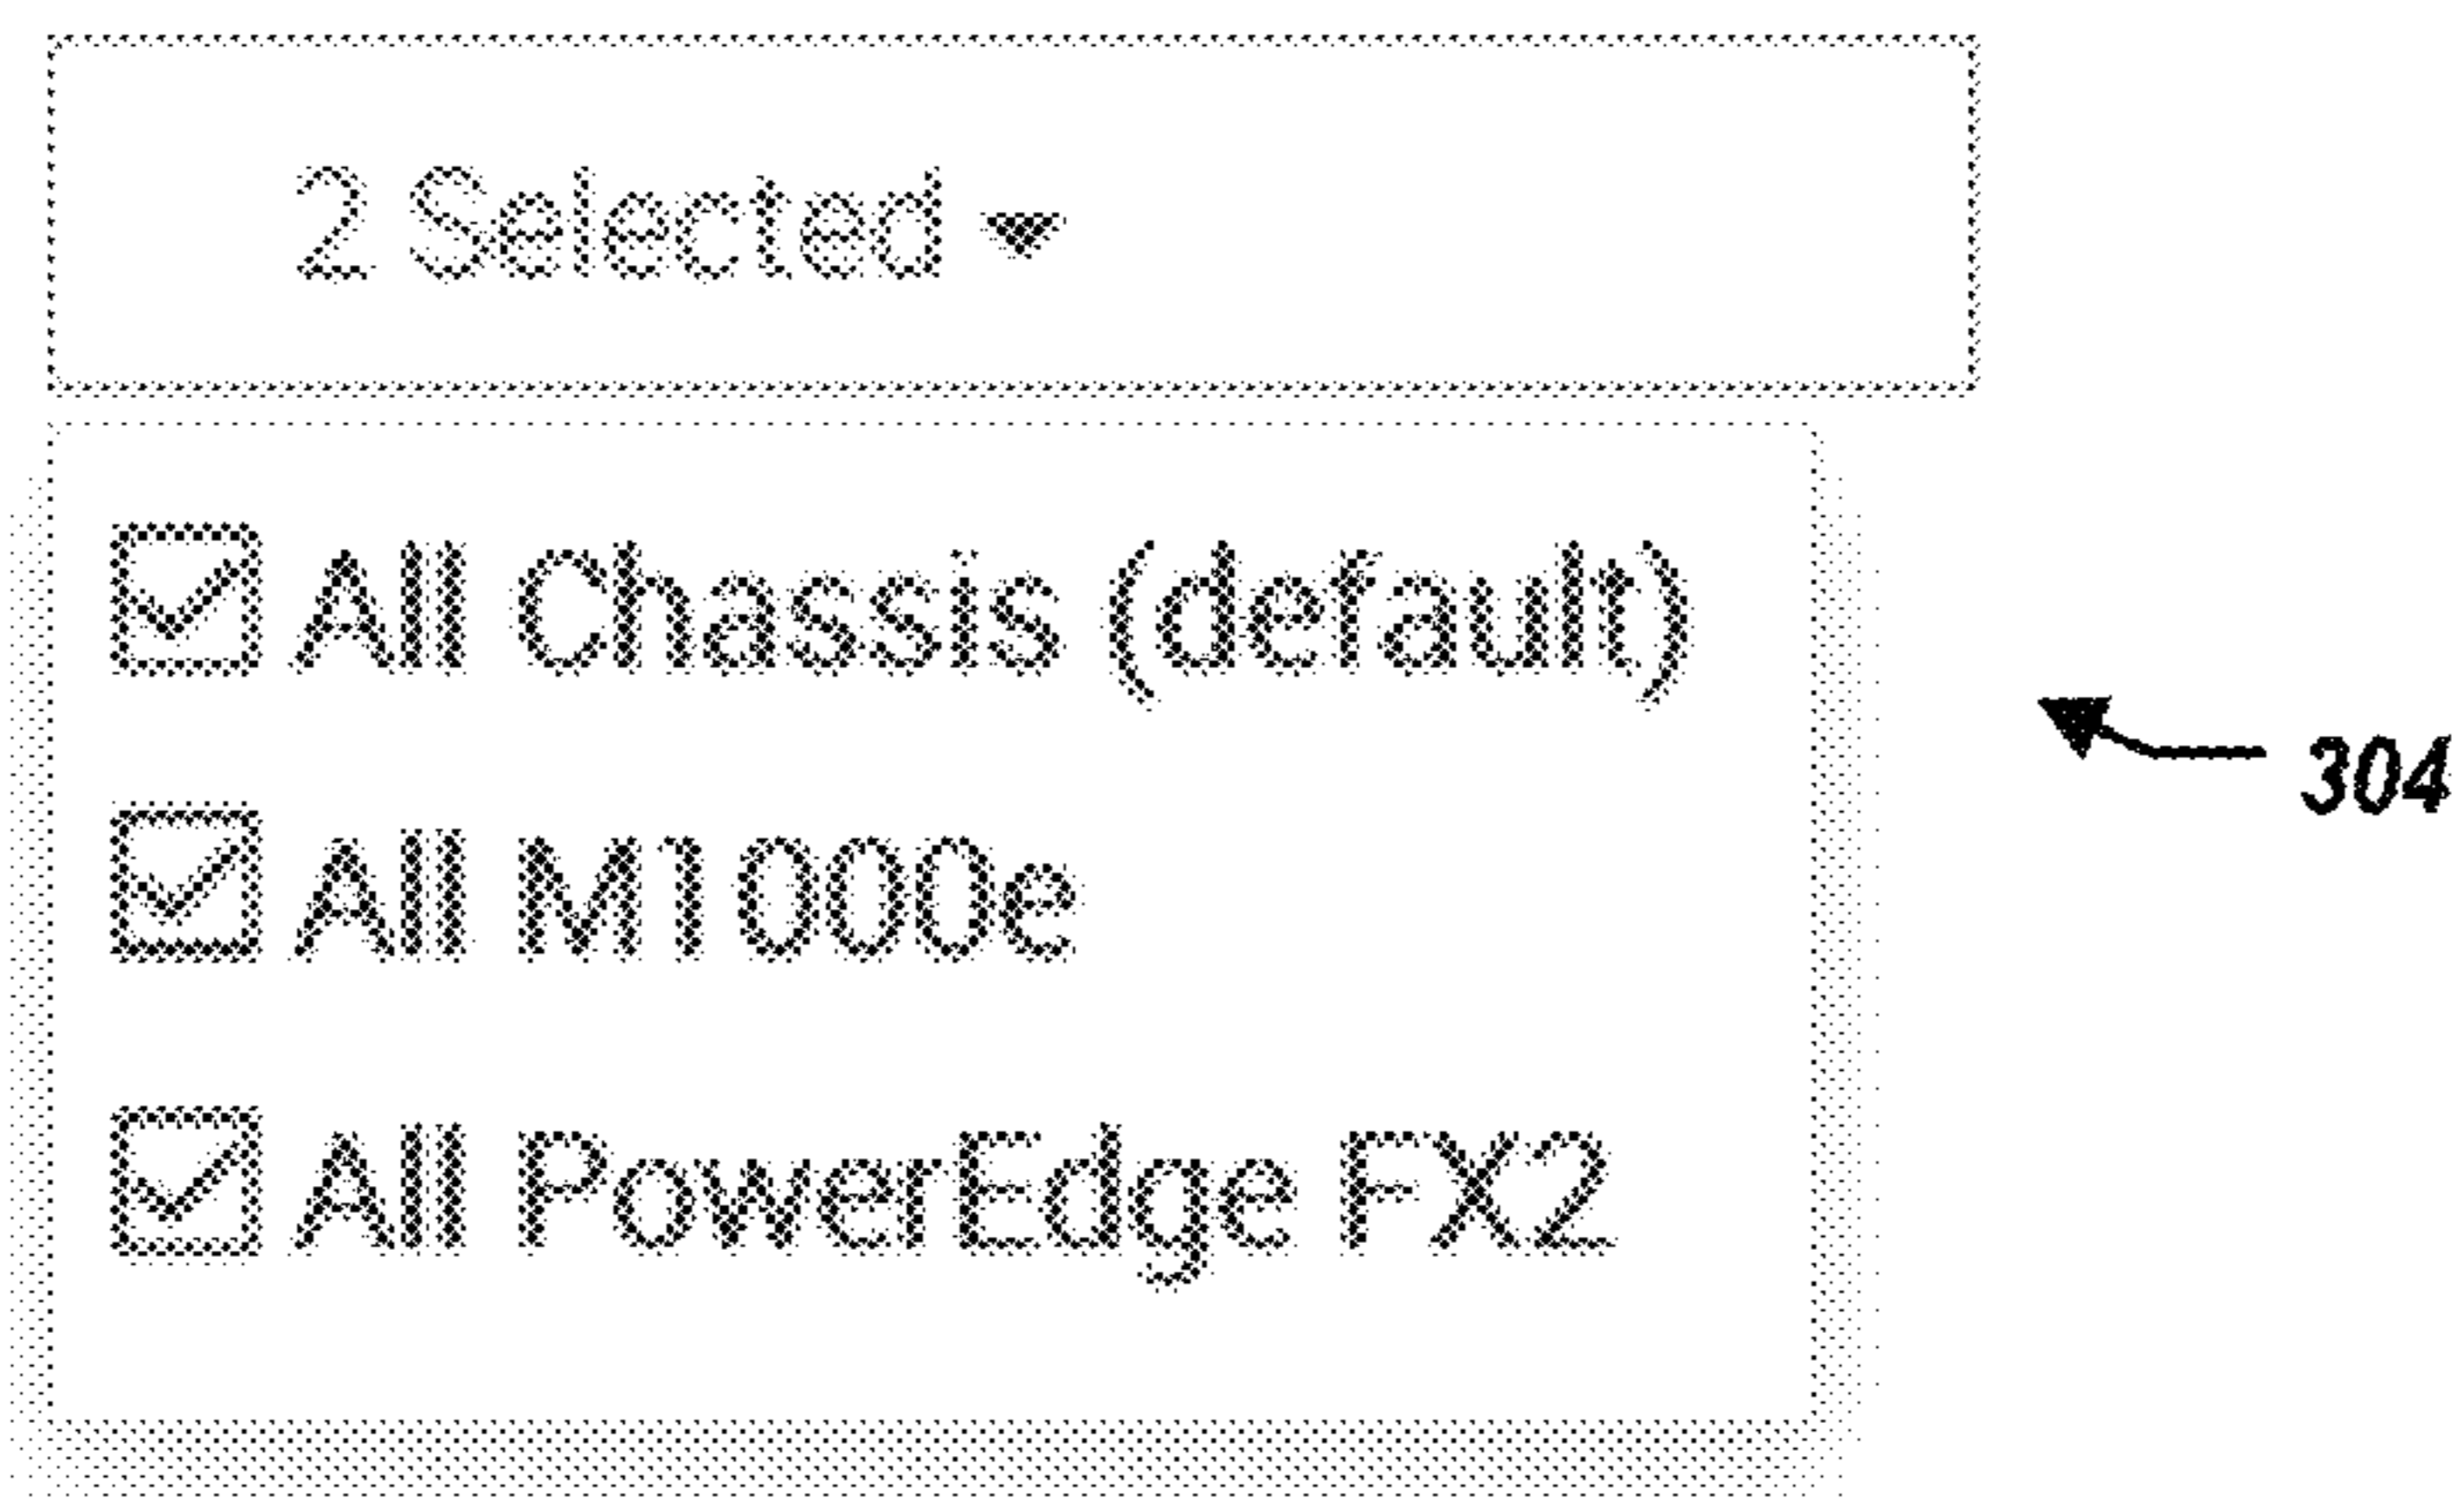 2 Selected
All Chassis (default)
304
All M1000e
All PowerEdge FX2